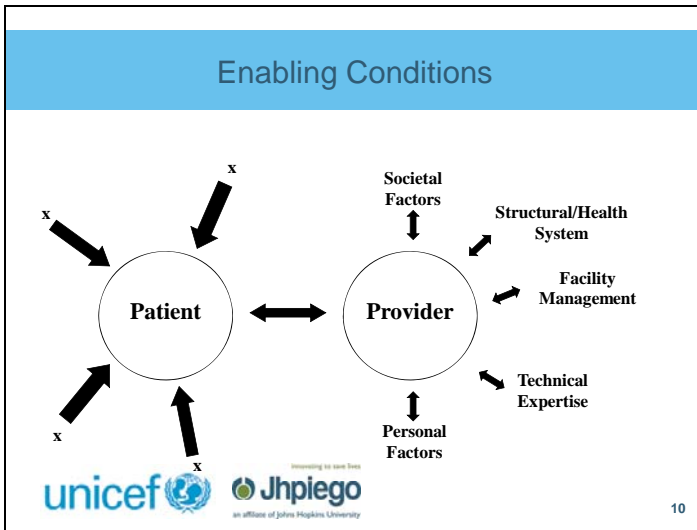 Enabling Conditions
x
x
Societal
Factors
Structural/Health
System
Facility
Management
Patient
Provider
Technical
Expertise
Personal
Factors
x
x
unicef
innovating to save lives
Jhpiego
an affiliate of Johns Hopkins University
10